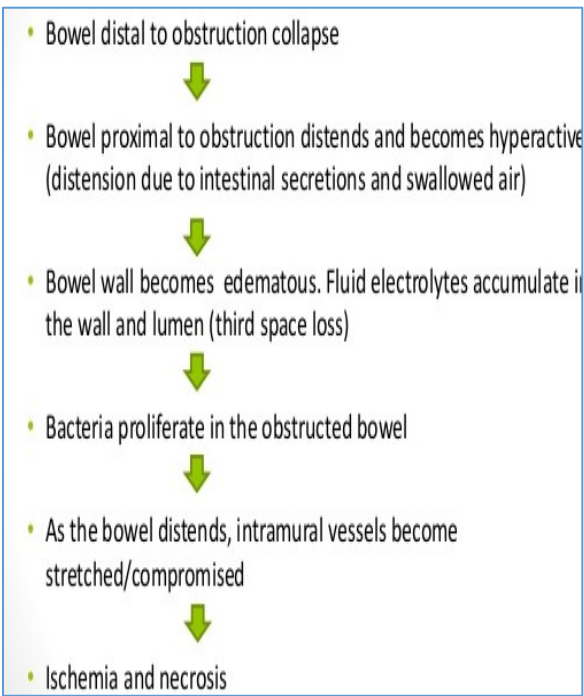 • Bowel distal to obstruction collapse
• Bowel proximal to obstruction distends and becomes hyperactive
(distension due to intestinal secretions and swallowed air)
• Bowel wall becomes edematous. Fluid electrolytes accumulate in
the wall and lumen (third space loss)
• Bacteria proliferate in the obstructed bowel
• As the bowel distends, intramural vessels become
stretched/compromised
• Ischemia and necrosis